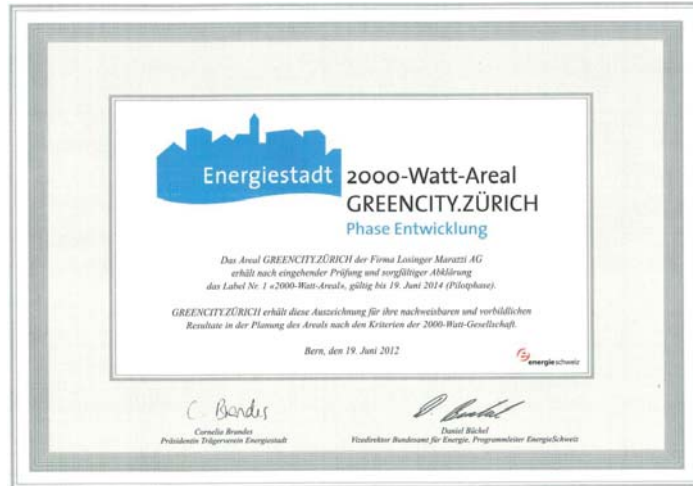 Energiestadt
2000-Watt-Areal
GREENCITY.ZÜRICH
Phase Entwicklung
Das Areal GREENCITY.ZÜRICH der Firma Losinger Marazzi AG
erhält nach eingehender Prüfung und sorgfältiger Abklärung
das Label Nr. 1 «2000-Watt-Areal», gültig bis 19. Juni 2014 (Pilotphase).
GREENCITY.ZÜRICH erhält diese Auszeichnung für ihre nachweisbaren und vorbildlichen
Resultate in der Planung des Areals nach den Kriterien der 2000-Watt-Gesellschaft.
Bern, den 19. Juni 2012
energieschweiz
C. Brandes
D. Büchel
Cornelia Brandes
Präsidentin Trägerverein Energiestadt
Daniel Büchel
Vizedirektor Bundesamt für Energie, Programmleiter EnergieSchweiz